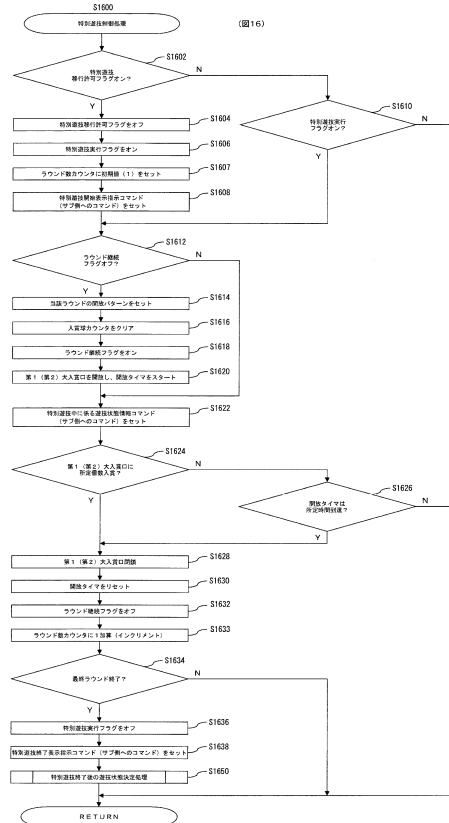 S1600
特別遊技制御処理
(図16)
S1602
特別遊技
移行許可フラグオン?
N
Y
S1604
特別遊技移行許可フラグをオフ
S1610
特別遊技実行
フラグオン?
N
Y
S1606
特別遊技実行フラグをオン
S1607
ラウンド数カウンタに初期値(1)をセット
S1608
特別遊技開始表示指示コマンド
(サブ側へのコマンド)をセット
S1612
ラウンド継続
フラグオフ?
N
Y
S1614
当該ラウンドの開放パターンをセット
S1616
入賞球カウンタをクリア
S1618
ラウンド継続フラグをオン
S1620
第1(第2)大入賞口を開放し、開放タイマをスタート
S1622
特別遊技中に係る遊技状態情報コマンド
(サブ側へのコマンド)をセット
S1624
第1(第2)大入賞口に
所定個数入賞?
N
Y
S1626
開放タイマは
所定時間到達?
N
Y
S1628
第1(第2)大入賞口閉鎖
S1630
開放タイマをリセット
S1632
ラウンド継続フラグをオフ
S1633
ラウンド数カウンタに1加算(インクリメント)
S1634
最終ラウンド終了?
N
Y
S1636
特別遊技実行フラグをオフ
S1638
特別遊技終了表示指示コマンド(サブ側へのコマンド)をセット
S1650
特別遊技終了後の遊技状態決定処理
RETURN